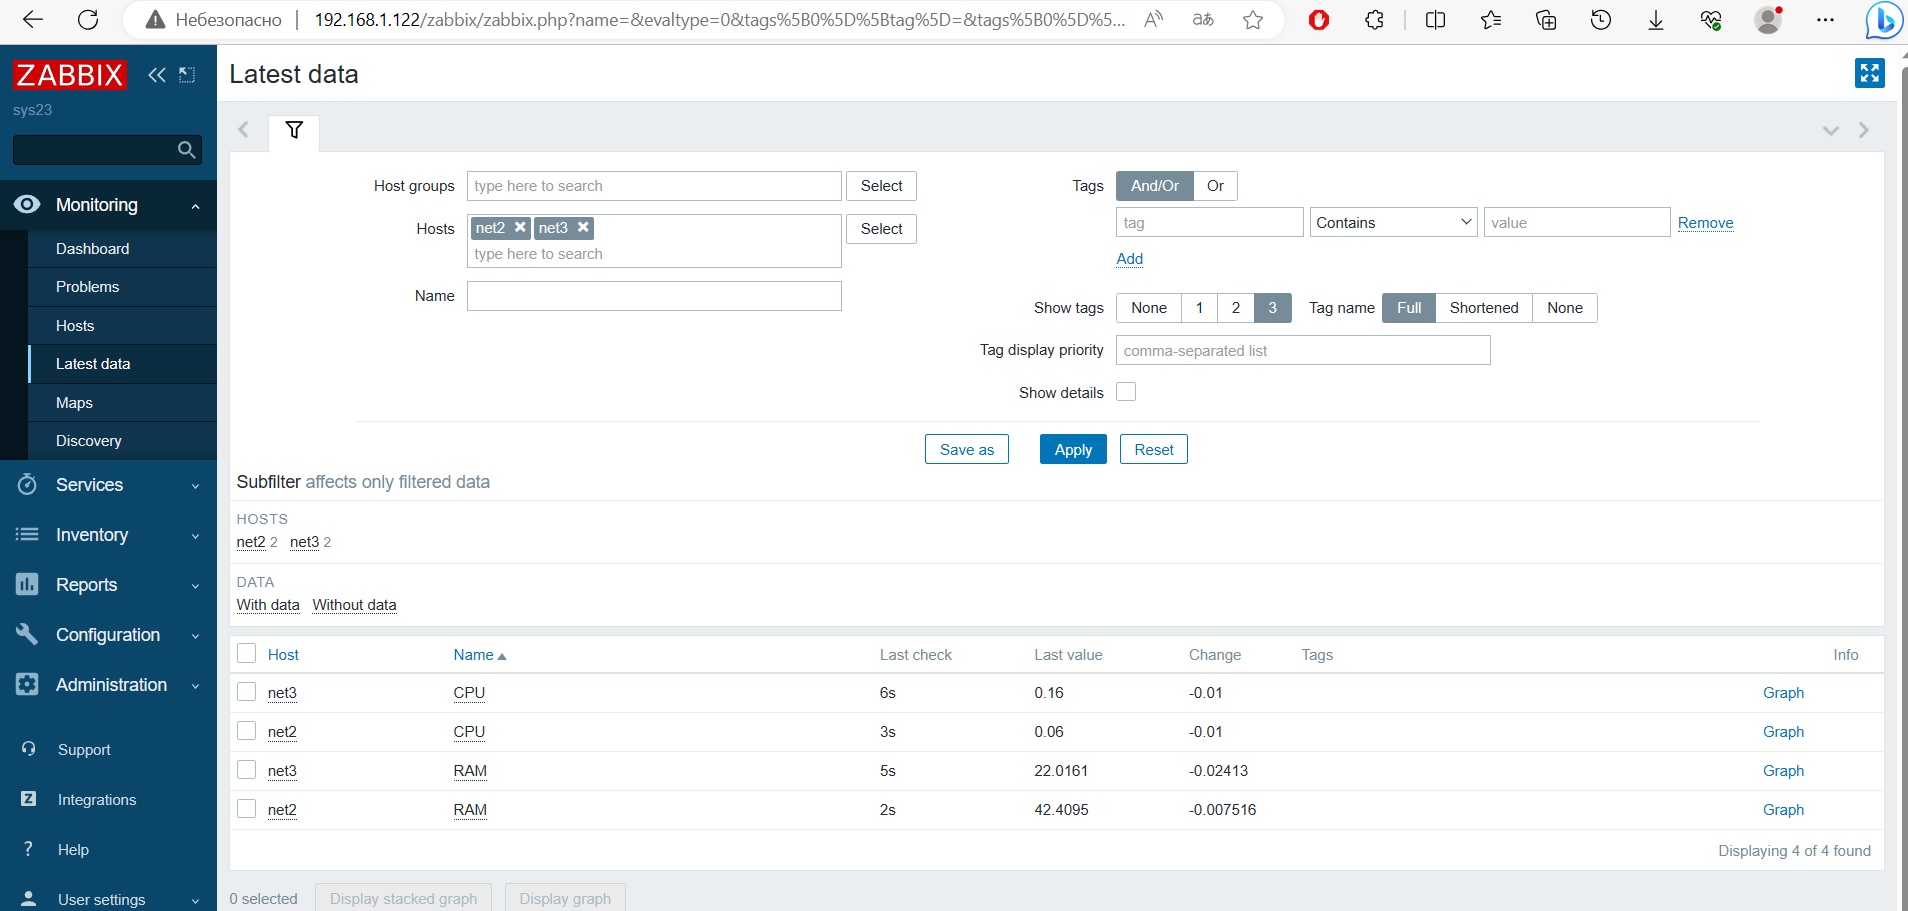 Небезопасно
192.168.1.122/zabbix/zabbix.php?name=&evaltype=0&tags%5B0%5D%5Btag%5D=&tags%5B0%5D%5...
ZABBIX
sys23
Monitoring
Dashboard
Problems
Hosts
Latest data
Maps
Discovery
Services
Inventory
Reports
Configuration
Administration
Support
Z Integrations
? Help
User settings
Latest data
Host groups type here to search Select
Hosts net2 net3 Select
type here to search
Name
Tags And/Or Or
tag Contains value Remove
Add
Show tags None 1 2 3 Tag name Full Shortened None
Tag display priority comma-separated list
Show details
Save as Apply Reset
Subfilter affects only filtered data
HOSTS
net2 2 net3 2
DATA
With data Without data
Host Name Last check Last value Change Tags Info
net3 CPU 6s 0.16 -0.01 Graph
net2 CPU 3s 0.06 -0.01 Graph
net3 RAM 5s 22.0161 -0.02413 Graph
net2 RAM 2s 42.4095 -0.007516 Graph
Displaying 4 of 4 found
0 selected Display stacked graph Display graph